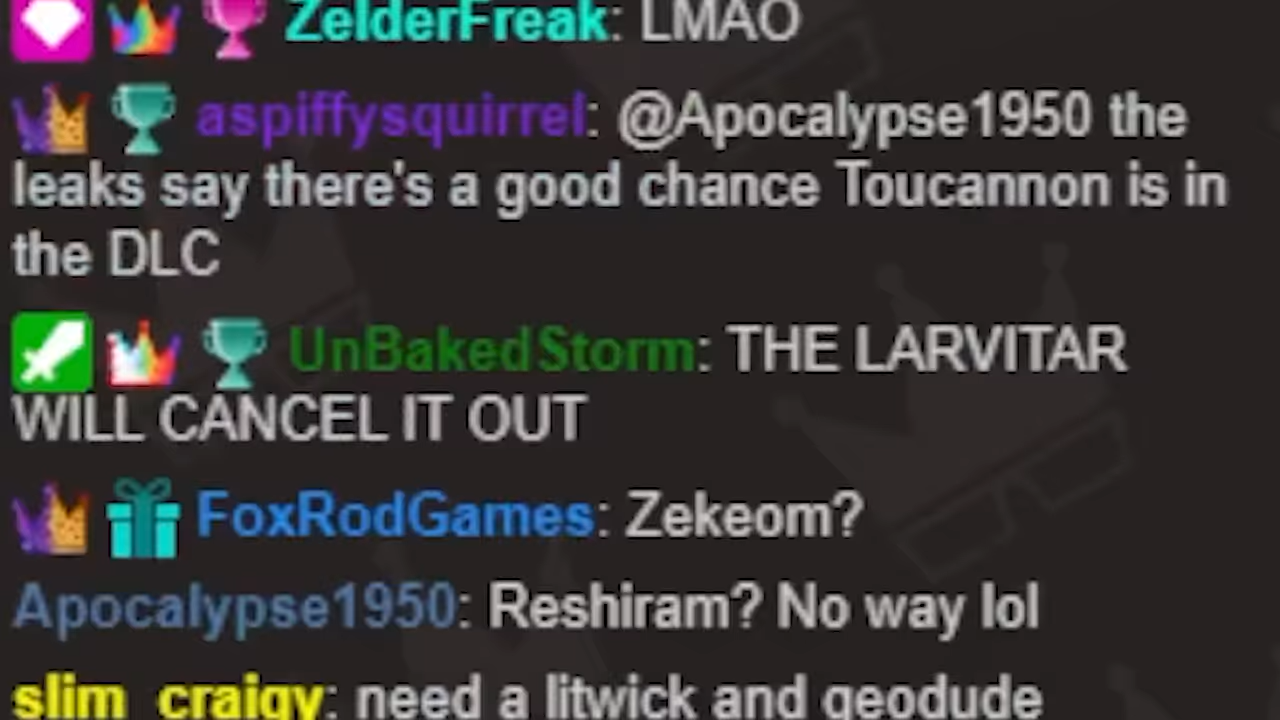 ZelderFreak: LMAO
aspiffysquirrel: @Apocalypse1950 the
leaks say there's a good chance Toucannon is in
the DLC
UnBakedStorm: THE LARVITAR
WILL CANCEL IT OUT
FoxRodGames: Zekeom?
Apocalypse1950: Reshiram? No way lol
slim_craigy: need a litwick and geodude